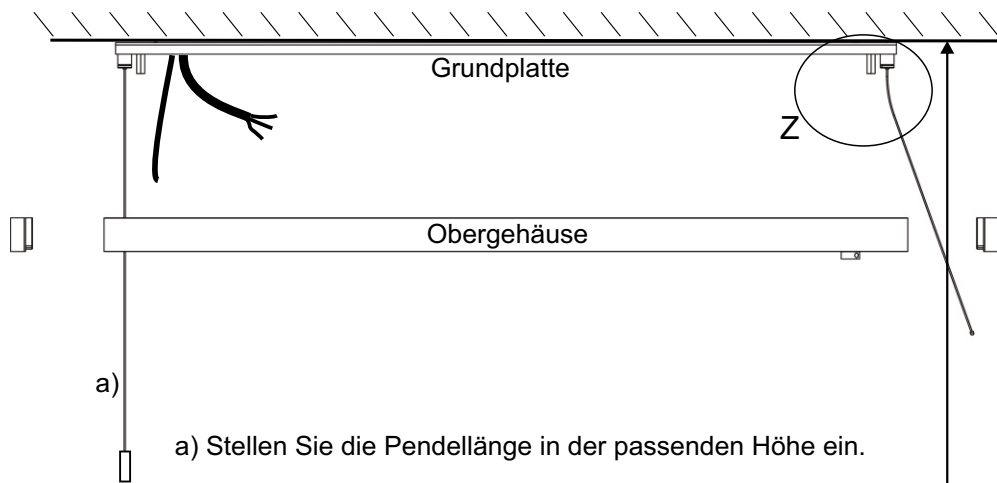 Grundplatte
Z
Obergehäuse
a)
a) Stellen Sie die Pendellänge in der passenden Höhe ein.